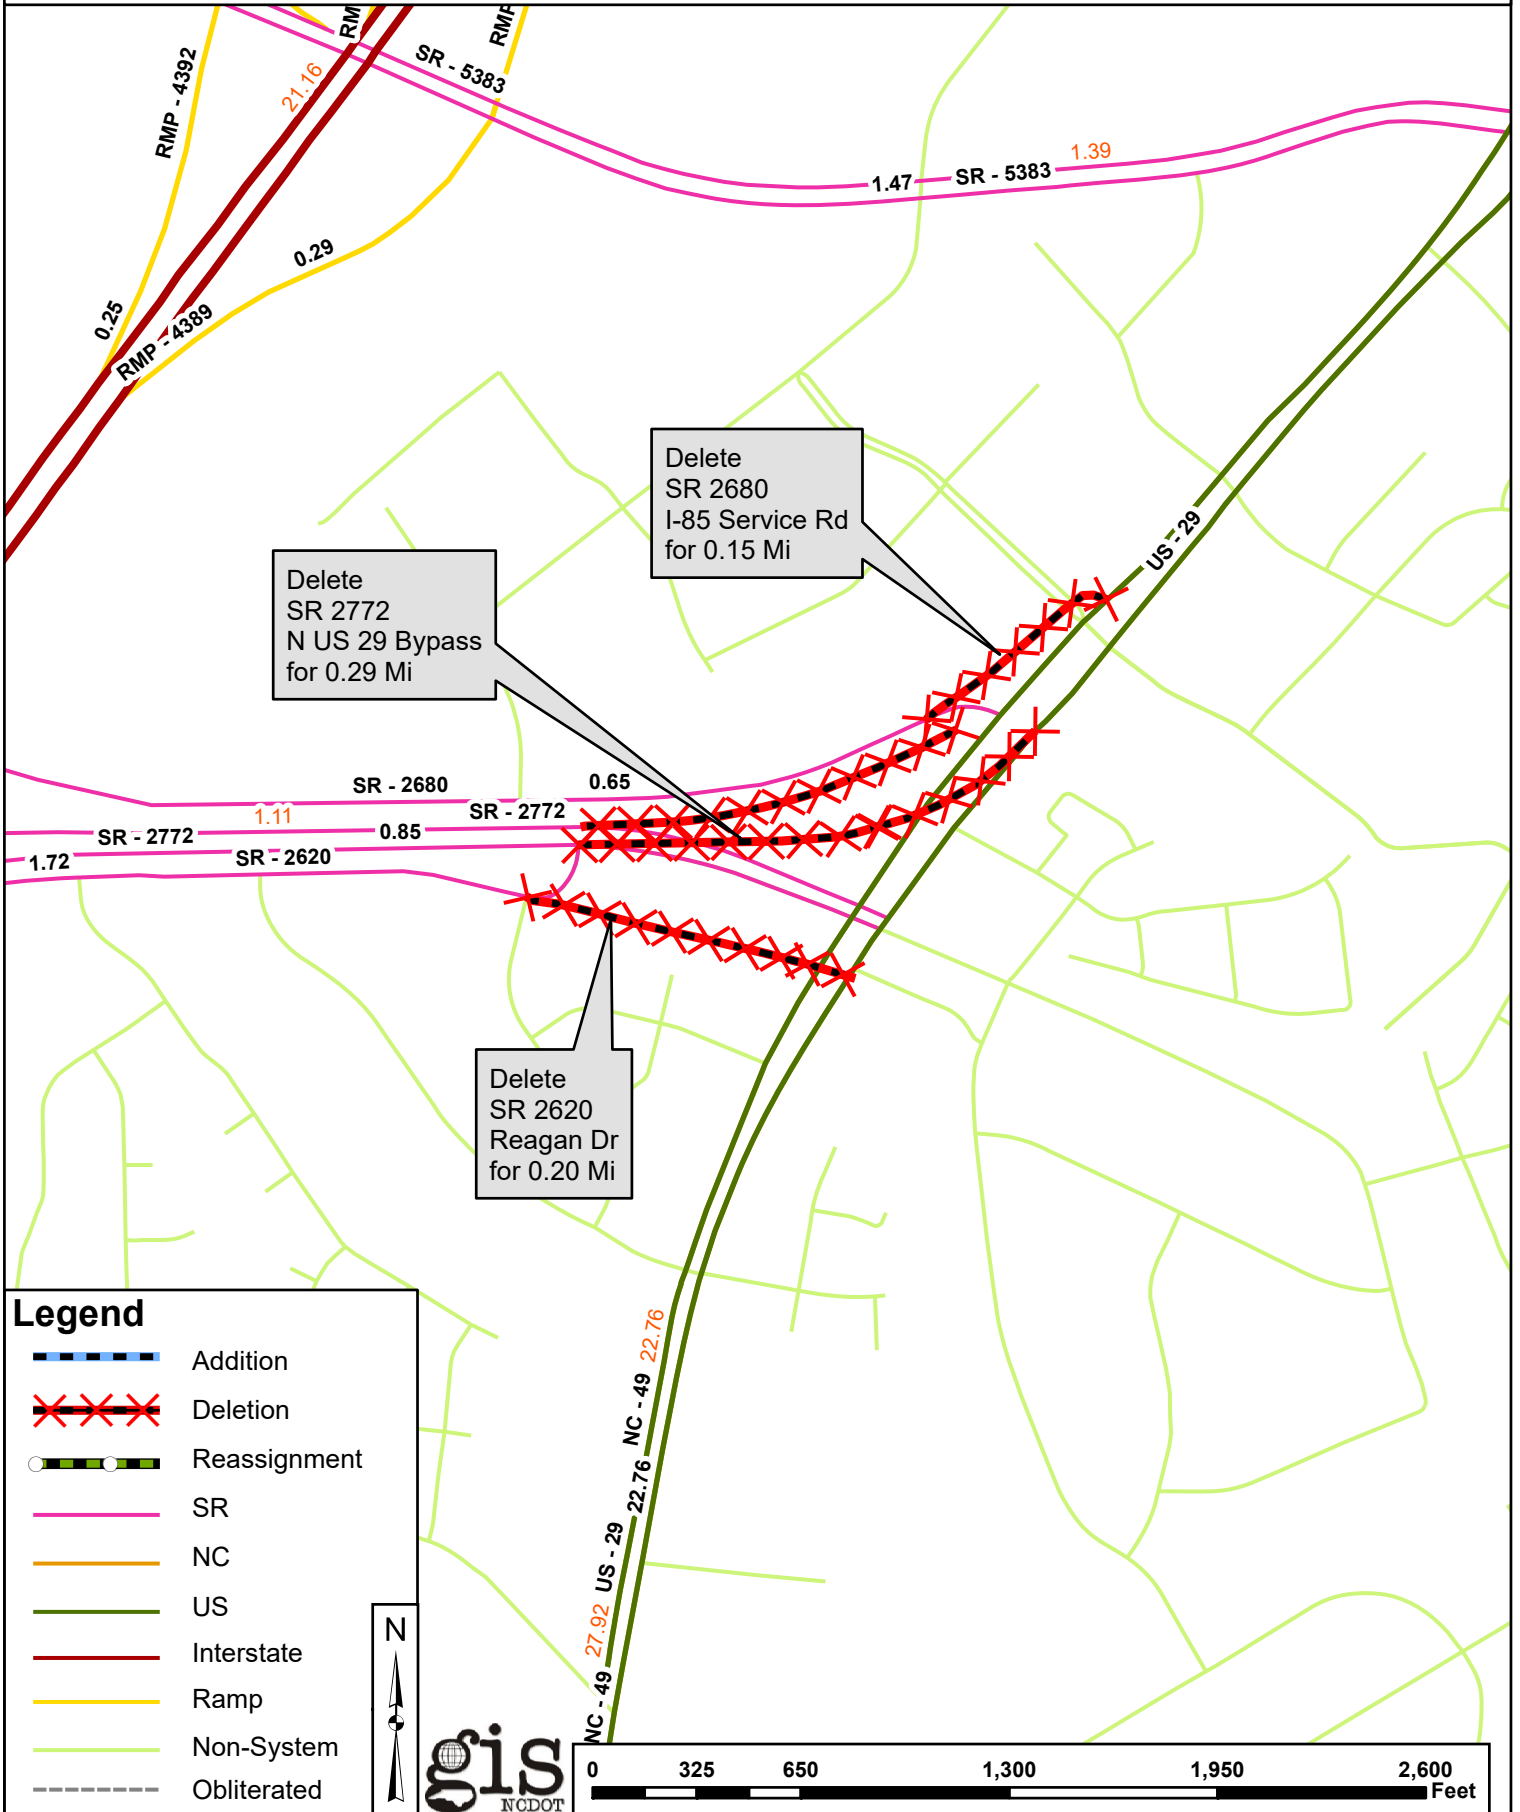 RM
RMP
SR - 5383
RMP - 4392
21.16
1.39
1.47
SR - 5383
0.29
0.25
RMP - 4389
Delete
SR 2680
I-85 Service Rd
for 0.15 Mi
US - 29
Delete
SR 2772
N US 29 Bypass
for 0.29 Mi
SR - 2680
0.65
1.11
SR - 2772
SR - 2772
0.85
1.72
SR - 2620
Delete
SR 2620
Reagan Dr
for 0.20 Mi
22.76
NC - 49
22.76
US - 29
27.92
NC - 49
Legend
Addition
Deletion
Reassignment
SR
NC
US
Interstate
Ramp
Non-System
Obliterated
N
gis
NCDOT
0 325 650 1,300 1,950 2,600
Feet